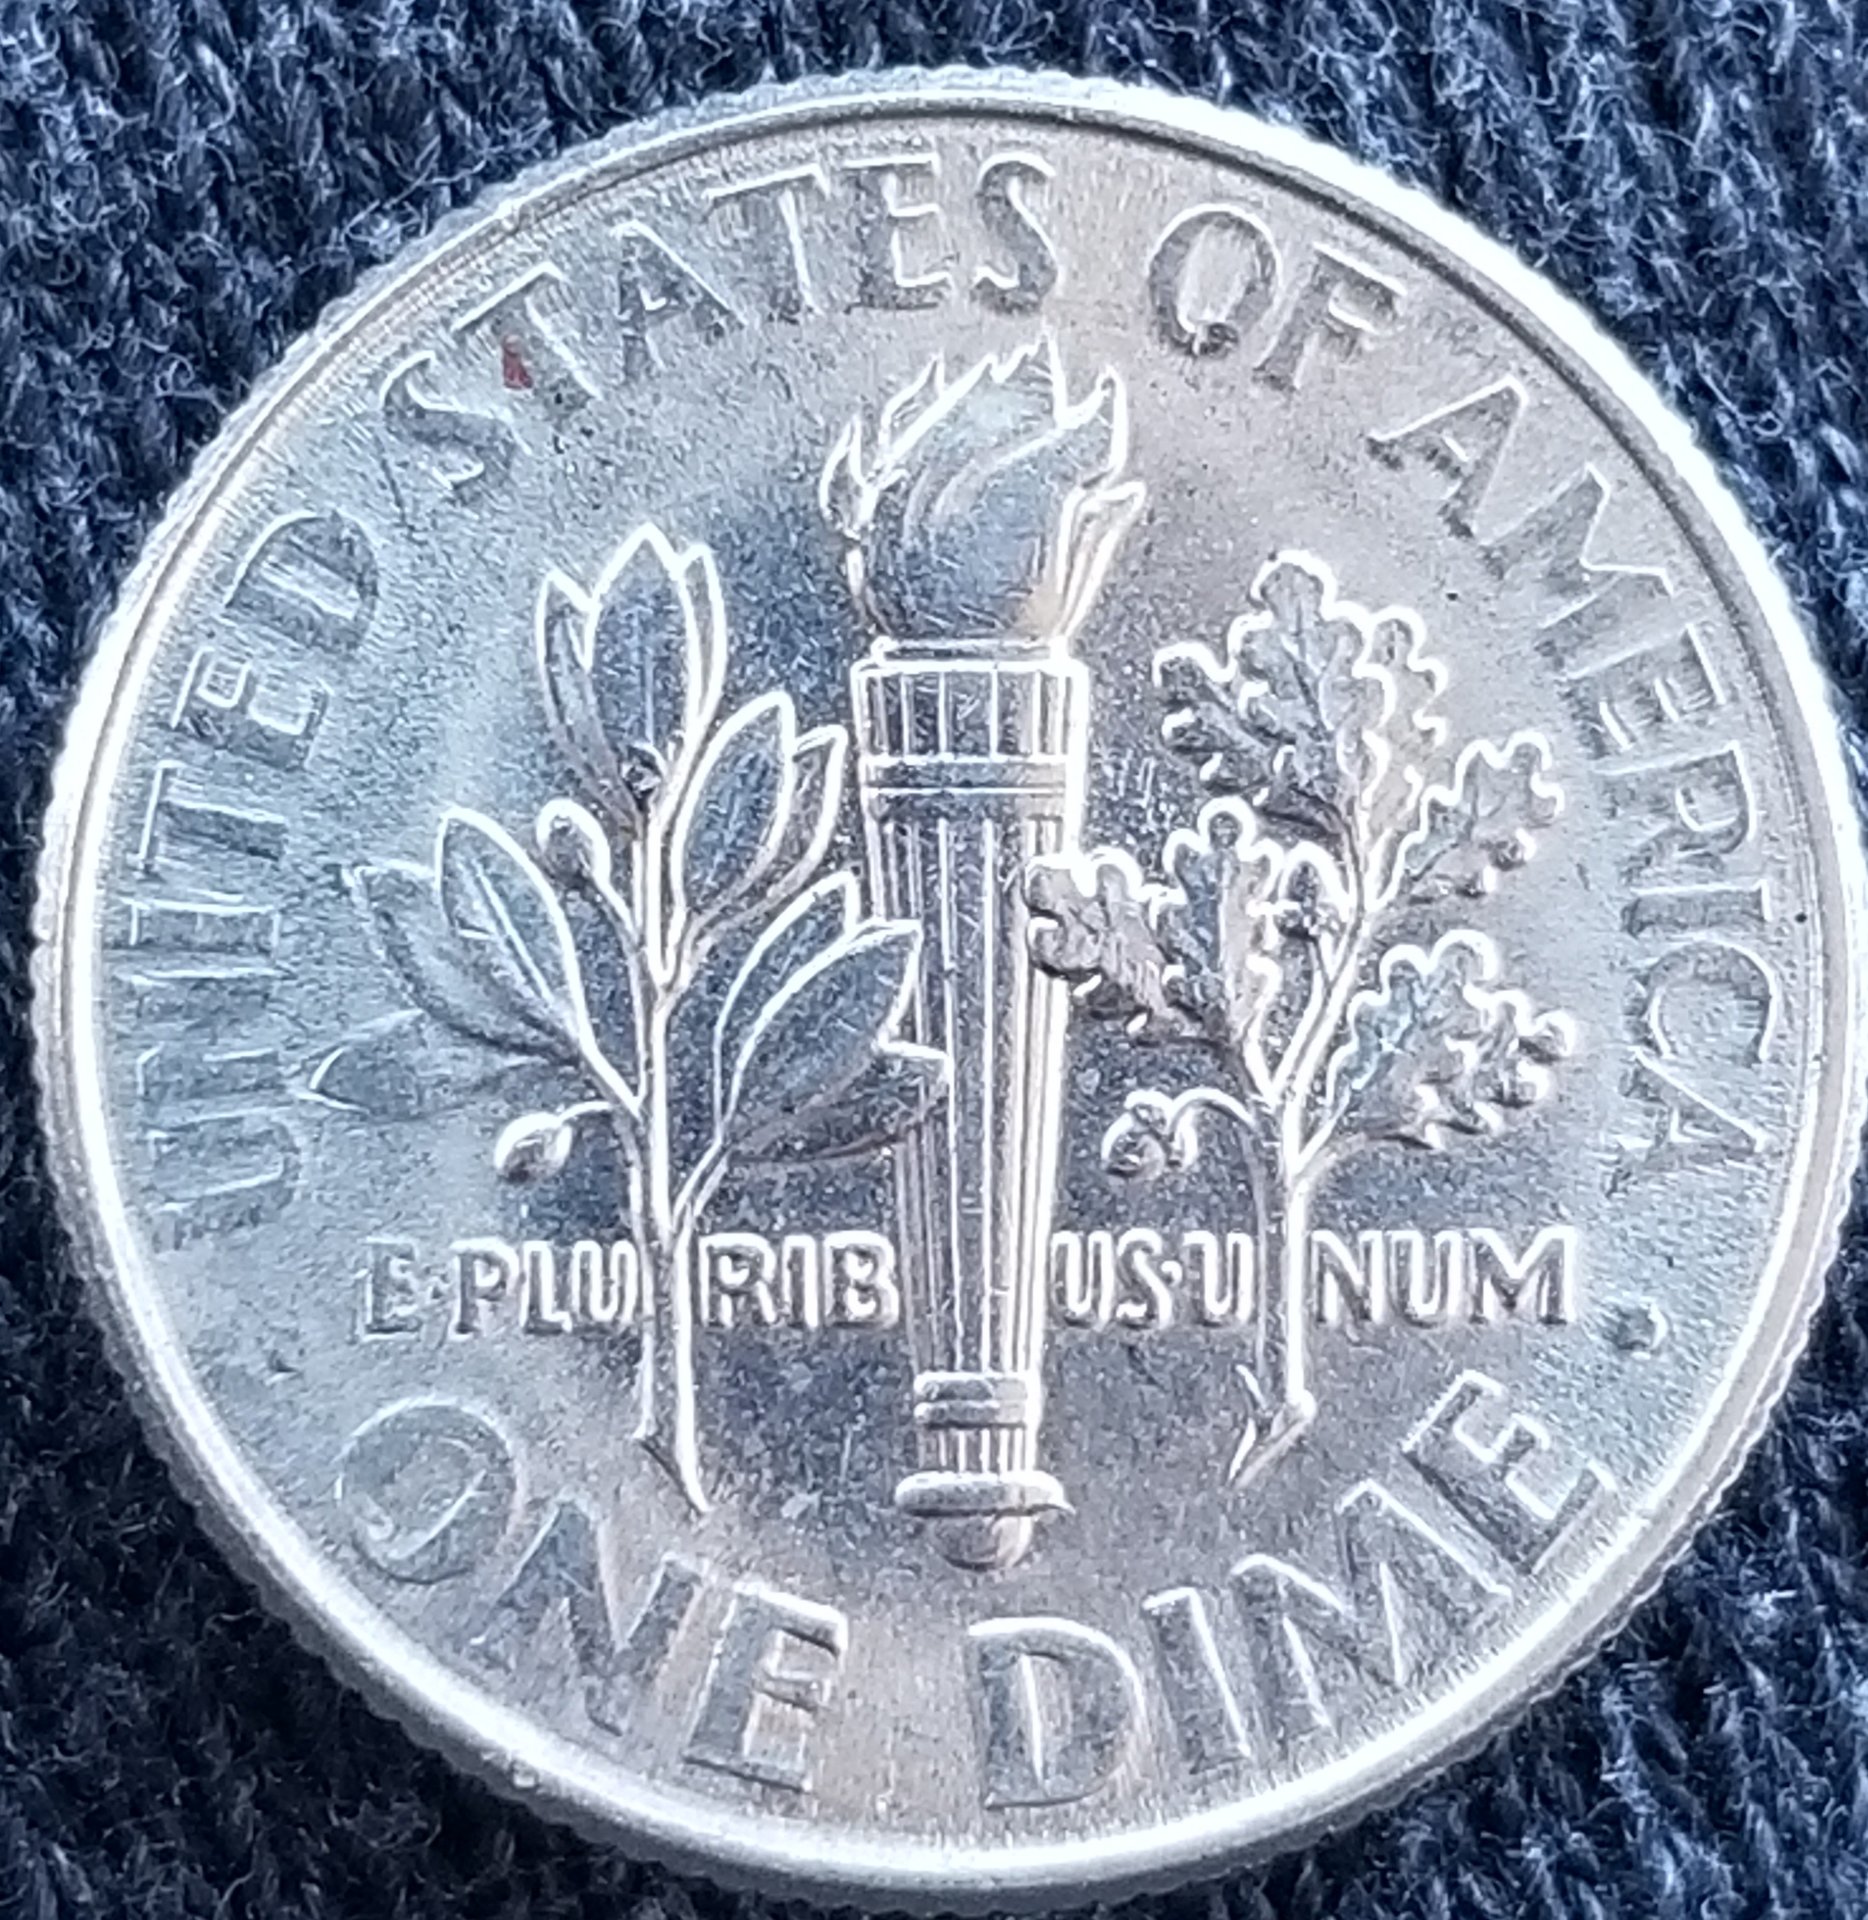 UNITED STATES OF AMERICA
E·PLURIBUS·UNUM
·ONE DIME·